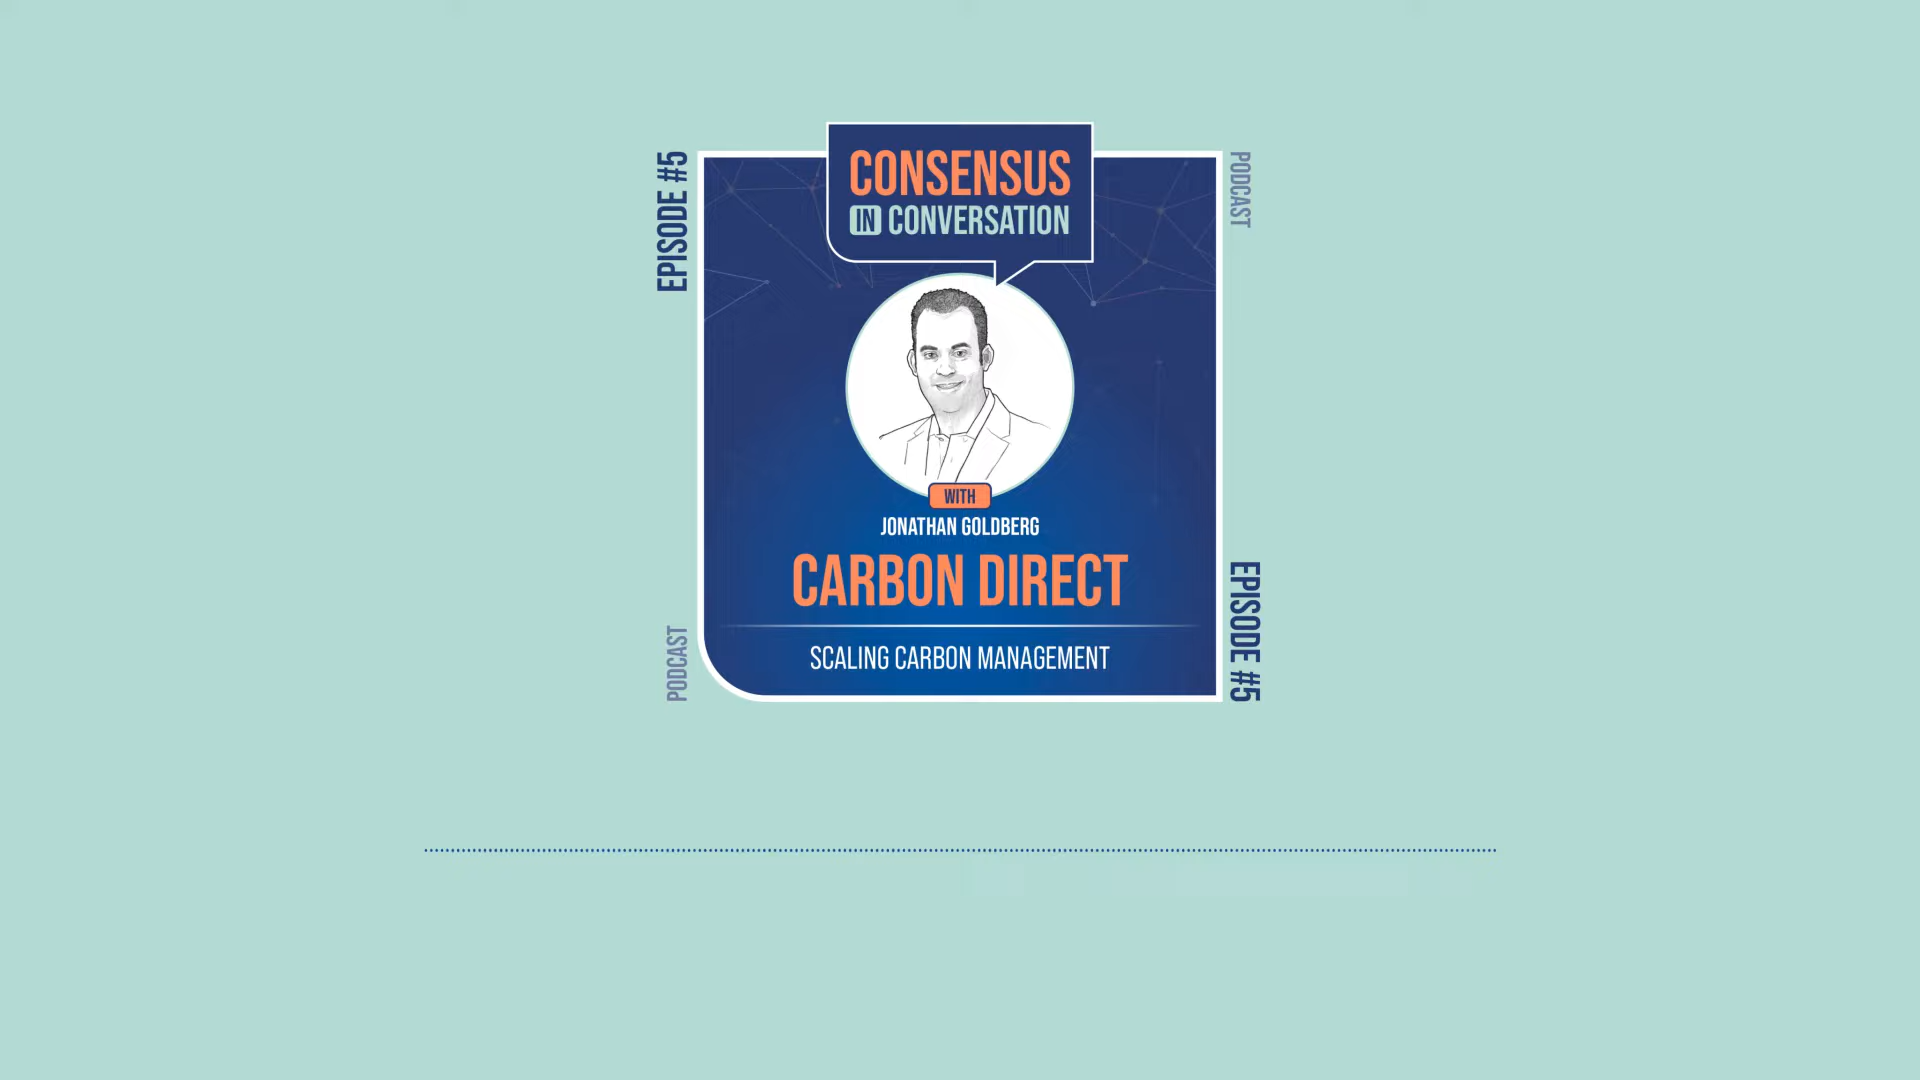 EPISODE #5
PODCAST
CONSENSUS
IN CONVERSATION
WITH
JONATHAN GOLDBERG
CARBON DIRECT
SCALING CARBON MANAGEMENT
PODCAST
EPISODE #5